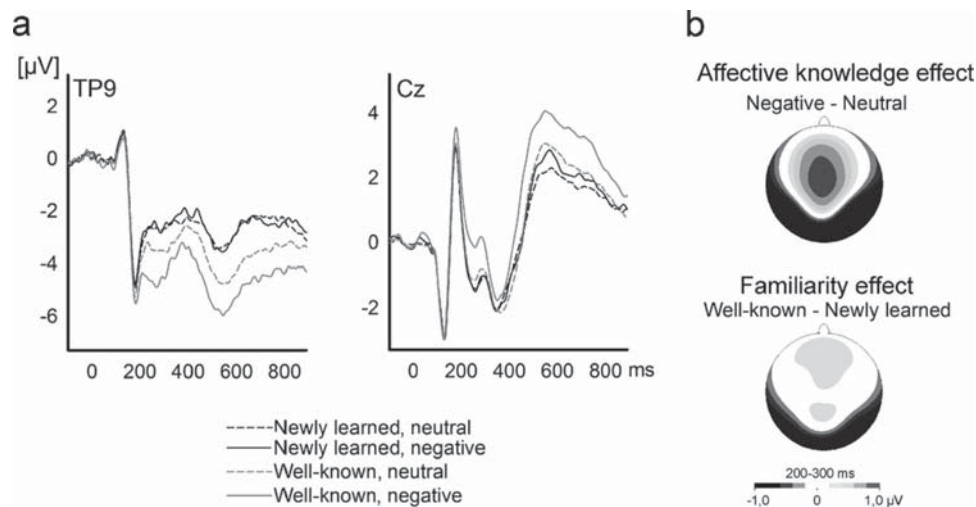 a
[µV]
TP9
2
0
-2
-4
-6
0 200 400 600 800
Cz
4
2
0
-2
0 200 400 600 800 ms
Newly learned, neutral
Newly learned, negative
Well-known, neutral
Well-known, negative
b
Affective knowledge effect
Negative - Neutral
Familiarity effect
Well-known - Newly learned
200-300 ms
-1,0 0 1,0 µV